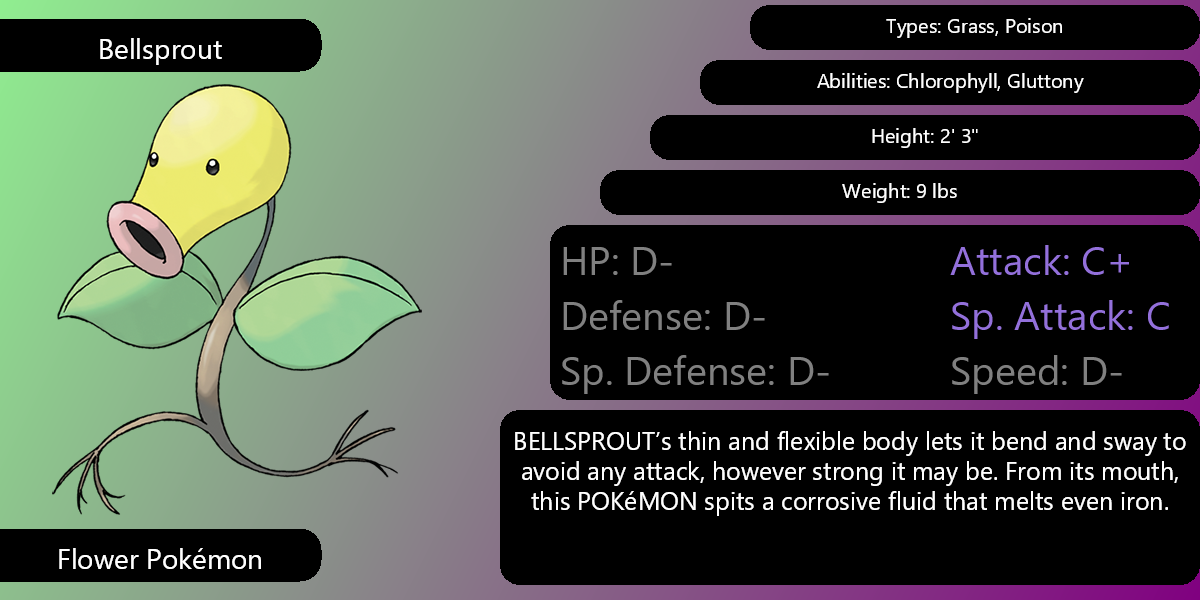 Bellsprout
Types: Grass, Poison
Abilities: Chlorophyll, Gluttony
Height: 2' 3"
Weight: 9 lbs
HP: D- Attack: C+
Defense: D- Sp. Attack: C
Sp. Defense: D- Speed: D-
BELLSPROUT’s thin and flexible body lets it bend and sway to
avoid any attack, however strong it may be. From its mouth,
this POKéMON spits a corrosive fluid that melts even iron.
Flower Pokémon